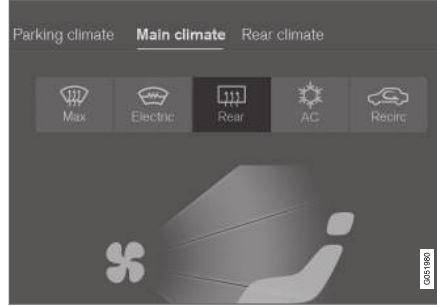 Parking climate Main climate Rear climate
Max Electric Rear AC Recirc
G051980